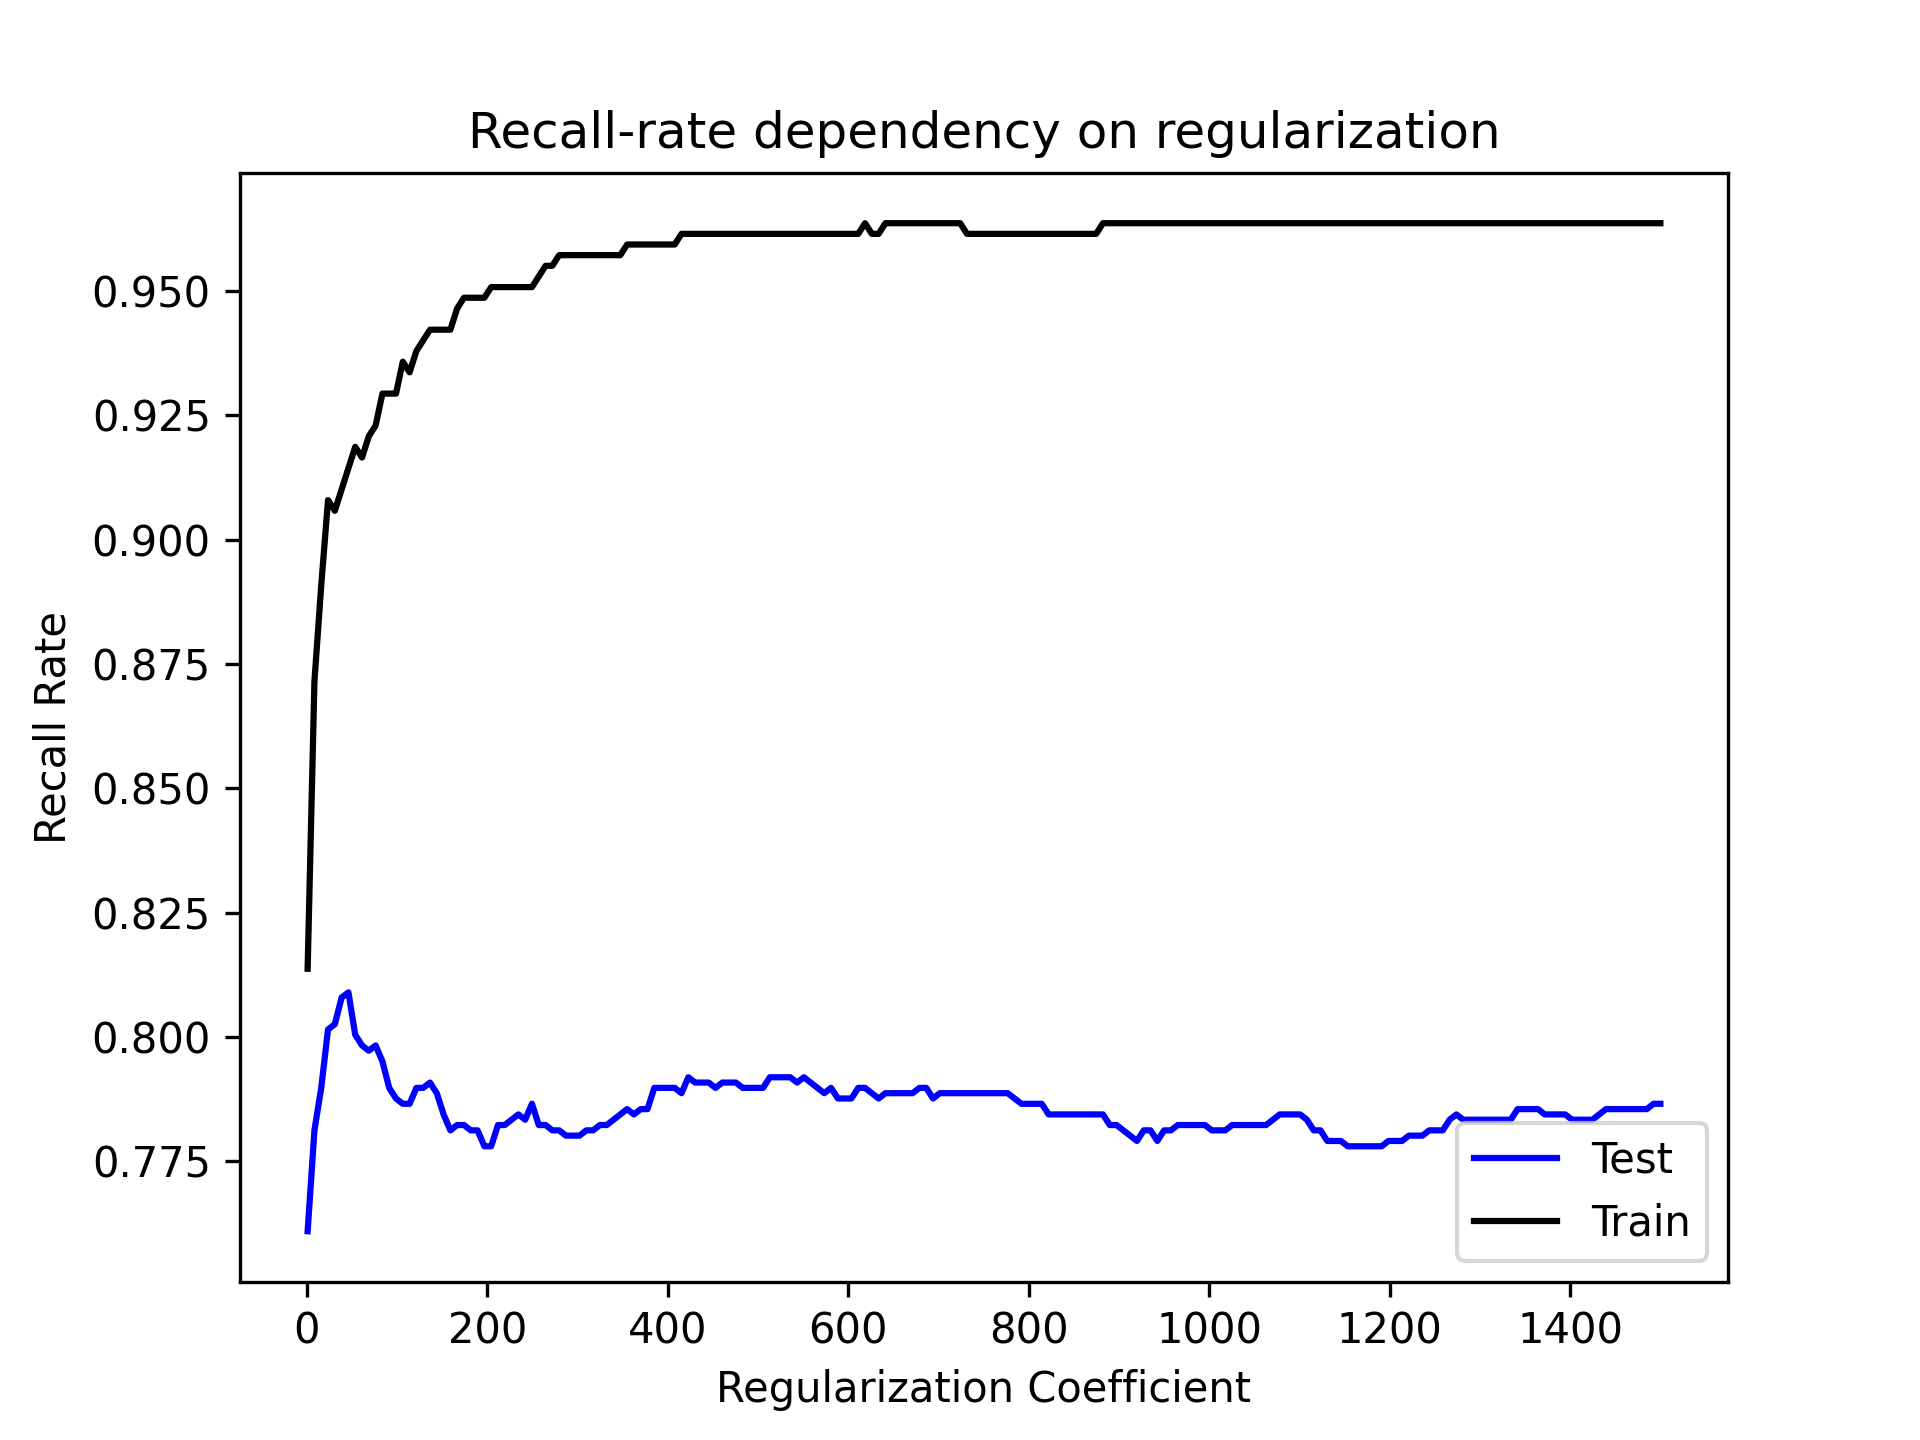 Recall-rate dependency on regularization
Recall Rate
0.950
0.925
0.900
0.875
0.850
0.825
0.800
0.775
0 200 400 600 800 1000 1200 1400
Regularization Coefficient
Test
Train